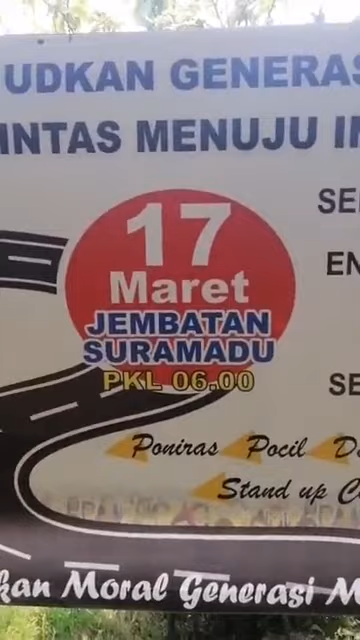 UDKAN GENERAS
INTAS MENUJU I
17
Maret
JEMBATAN
SURAMADU
PKL 06.00
SE
EN
SE
Poniras Pocil D
Stand up C
kan Moral Generasi M